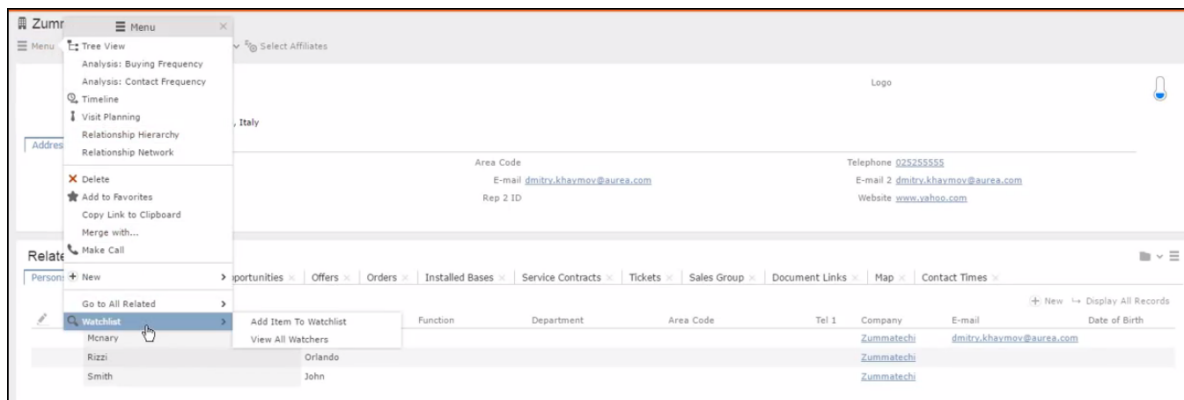 Zumr
Menu ×
Menu Tree View Select Affiliates
Analysis: Buying Frequency
Analysis: Contact Frequency
Logo
Timeline
Visit Planning
, Italy
Relationship Hierarchy
Addres
Relationship Network
Area Code Telephone 025255555
Delete E-mail dmitry.khaymov@aurea.com E-mail 2 dmitry.khaymov@aurea.com
Add to Favorites Rep 2 ID Website www.yahoo.com
Copy Link to Clipboard
Merge with...
Make Call
Relate
Person New > pportunities × Offers × Orders × Installed Bases × Service Contracts × Tickets × Sales Group × Document Links × Map × Contact Times ×
Go to All Related > + New Display All Records
Watchlist > Add Item To Watchlist Function Department Area Code Tel 1 Company E-mail Date of Birth
Mcnary View All Watchers Zummatechi dmitry.khaymov@aurea.com
Rizzi Orlando Zummatechi
Smith John Zummatechi